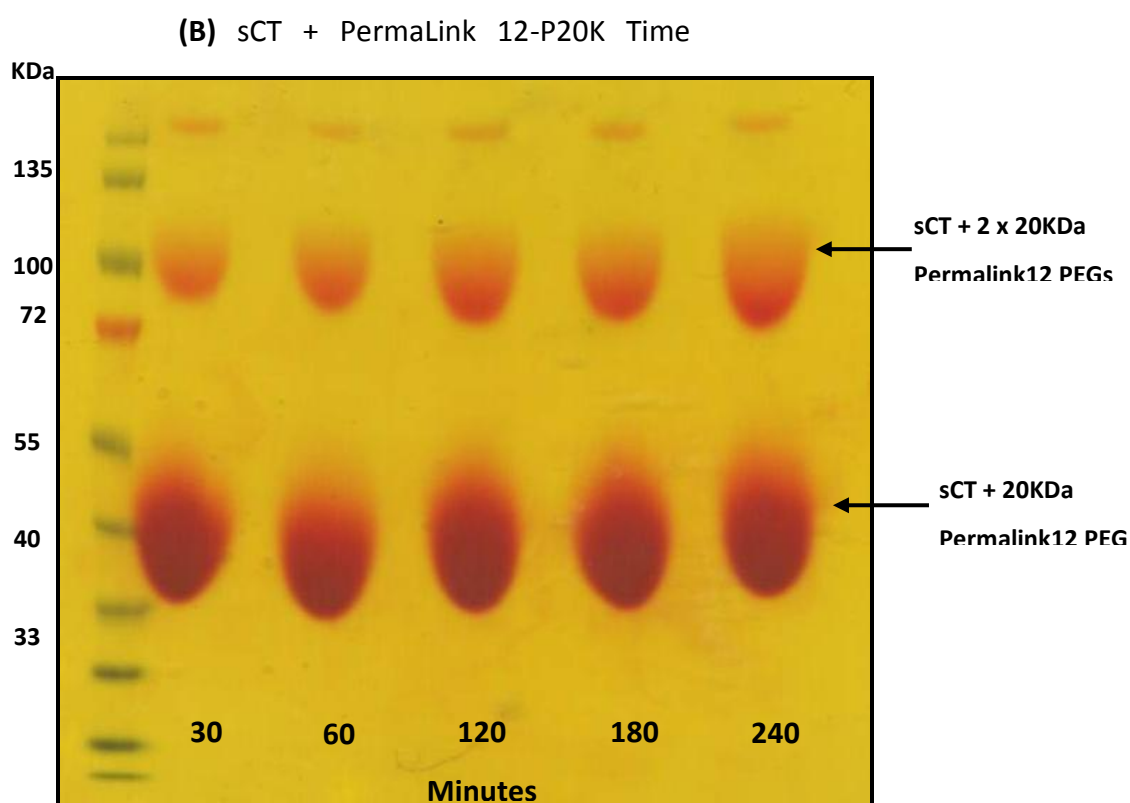 (B) sCT + PermaLink 12-P20K Time
KDa
135
100
72
55
40
33
sCT + 2 x 20KDa
Permalink12 PEGs
sCT + 20KDa
Permalink12 PEG
30 60 120 180 240
Minutes